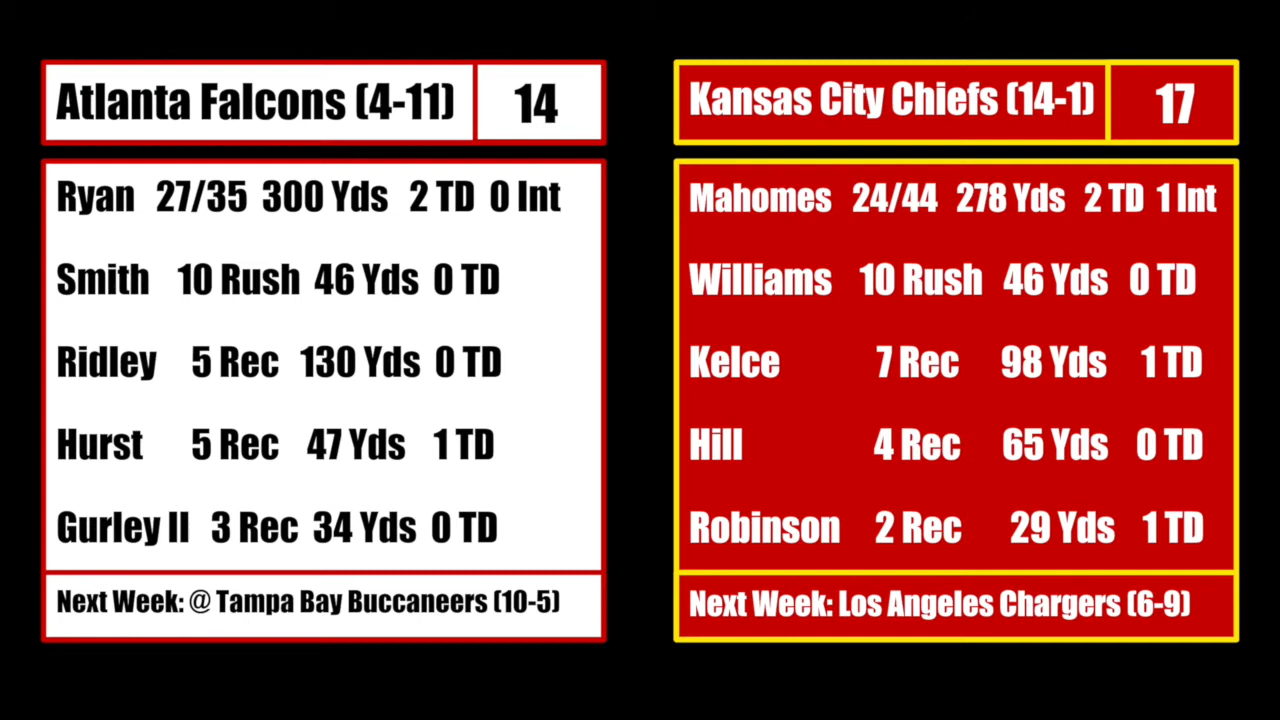 Atlanta Falcons (4-11) 14
Ryan 27/35 300 Yds 2 TD 0 Int
Smith 10 Rush 46 Yds 0 TD
Ridley 5 Rec 130 Yds 0 TD
Hurst 5 Rec 47 Yds 1 TD
Gurley II 3 Rec 34 Yds 0 TD
Next Week: @ Tampa Bay Buccaneers (10-5)
Kansas City Chiefs (14-1) 17
Mahomes 24/44 278 Yds 2 TD 1 Int
Williams 10 Rush 46 Yds 0 TD
Kelce 7 Rec 98 Yds 1 TD
Hill 4 Rec 65 Yds 0 TD
Robinson 2 Rec 29 Yds 1 TD
Next Week: Los Angeles Chargers (6-9)